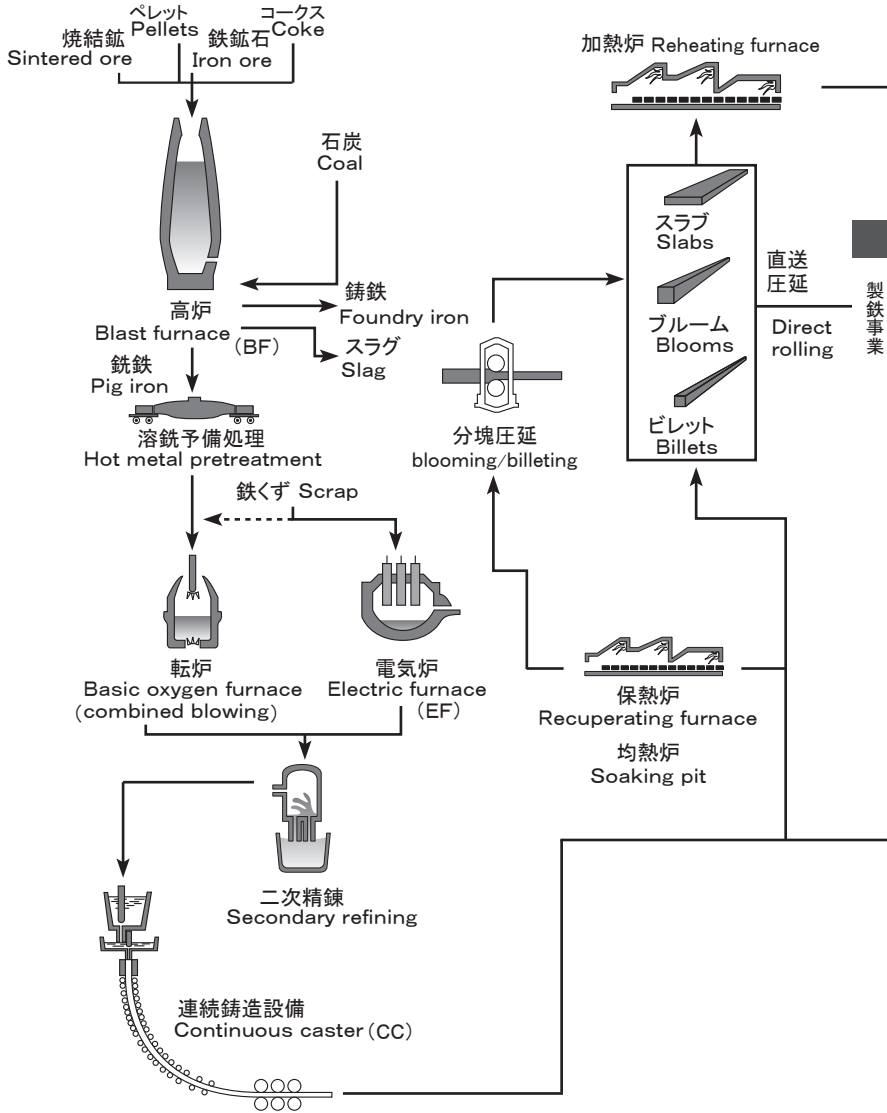 ペレット
Pellets
コークス
Coke
焼結鉱
Sintered ore
鉄鉱石
Iron ore
石炭
Coal
高炉
Blast furnace (BF)
鋳鉄
Foundry iron
スラグ
Slag
銑鉄
Pig iron
溶銑予備処理
Hot metal pretreatment
鉄くず Scrap
転炉
Basic oxygen furnace
(combined blowing)
電気炉
Electric furnace
(EF)
二次精錬
Secondary refining
連続鋳造設備
Continuous caster (CC)
分塊圧延
blooming/billeting
保熱炉
Recuperating furnace
均熱炉
Soaking pit
加熱炉 Reheating furnace
スラブ
Slabs
ブルーム
Blooms
ビレット
Billets
直送
圧延
Direct
rolling
製鉄事業